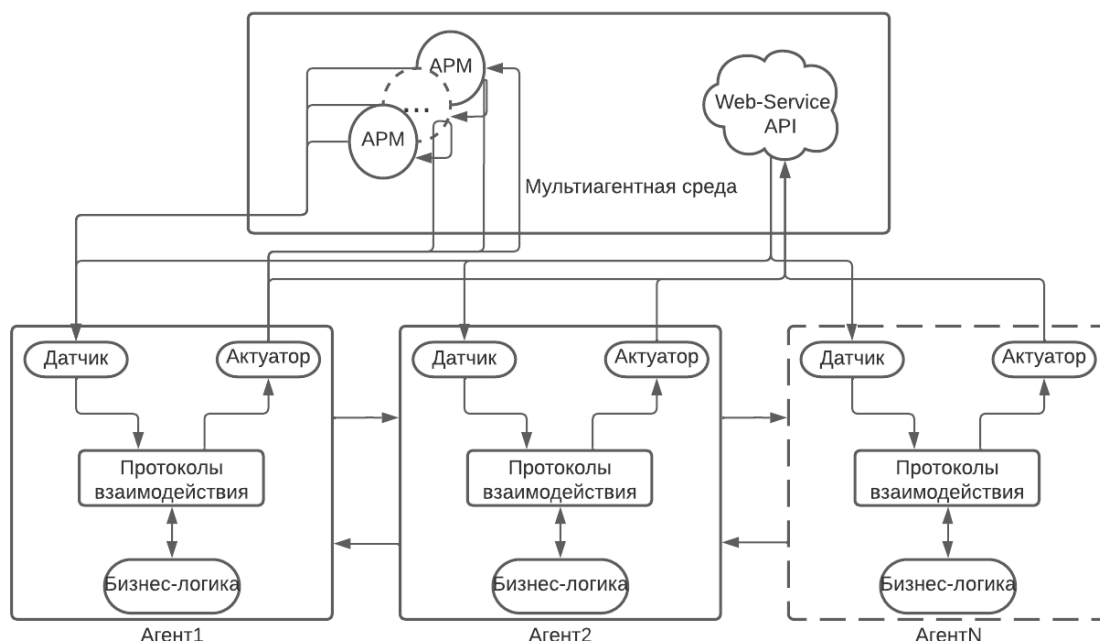 АРМ
...
АРМ
Web-Service
API
Мультиагентная среда
Датчик
Актуатор
Протоколы
взаимодействия
Бизнес-логика
Агент1
Датчик
Актуатор
Протоколы
взаимодействия
Бизнес-логика
Агент2
Датчик
Актуатор
Протоколы
взаимодействия
Бизнес-логика
АгентN